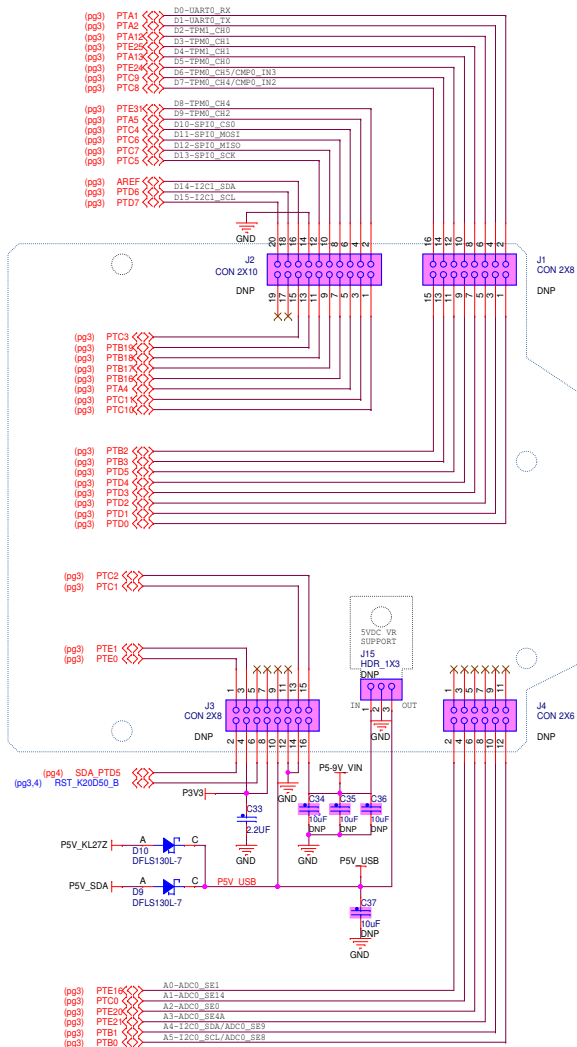 (pg3) PTA1 D0-UART0_RX
(pg3) PTA2 D1-UART0_TX
(pg3) PTA12 D2-TPM1_CH0
(pg3) PTE25 D3-TPM0_CH1
(pg3) PTA13 D4-TPM1_CH1
(pg3) PTE24 D5-TPM0_CH0
(pg3) PTC9 D6-TPM0_CH5/CMP0_IN3
(pg3) PTC8 D7-TPM0_CH4/CMP0_IN2
(pg3) PTE31 D8-TPM0_CH4
(pg3) PTA5 D9-TPM0_CH2
(pg3) PTC4 D10-SPI0_CS0
(pg3) PTC6 D11-SPI0_MOSI
(pg3) PTC7 D12-SPI0_MISO
(pg3) PTC5 D13-SPI0_SCK
(pg3) AREF
(pg3) PTD6 D14-I2C1_SDA
(pg3) PTD7 D15-I2C1_SCL
GND
20 18 16 14 12 10 8 6 4 2
16 14 12 10 8 6 4 2
J2
CON 2X10
DNP
J1
CON 2X8
DNP
19 17 15 13 11 9 7 5 3 1
15 13 11 9 7 5 3 1
(pg3) PTC3
(pg3) PTB19
(pg3) PTB18
(pg3) PTB17
(pg3) PTB16
(pg3) PTA4
(pg3) PTC11
(pg3) PTC10
(pg3) PTB2
(pg3) PTB3
(pg3) PTD5
(pg3) PTD4
(pg3) PTD3
(pg3) PTD2
(pg3) PTD1
(pg3) PTD0
(pg3) PTC2
(pg3) PTC1
(pg3) PTE1
(pg3) PTE0
5VDC VR
SUPPORT
J15
HDR_1X3
DNP
IN OUT
1 2 3
GND
1 3 5 7 9 11 13 15
J3
CON 2X8
DNP
2 4 6 8 10 12 14 16
1 3 5 7 9 11
J4
CON 2X6
DNP
2 4 6 8 10 12
(pg4) SDA_PTD5
(pg3,4) RST_K20D50_B
P3V3
GND
P5-9V_VIN
C33
2.2UF
GND
C34
10uF
DNP
C35
10uF
DNP
C36
10uF
DNP
GND
P5V_KL27Z
A C
D10
DFLS130L-7
P5V_SDA
A C
D9
DFLS130L-7
P5V_USB
P5V_USB
C37
10uF
DNP
GND
(pg3) PTE16 A0-ADC0_SE1
(pg3) PTC0 A1-ADC0_SE14
(pg3) PTE20 A2-ADC0_SE0
(pg3) PTE21 A3-ADC0_SE4A
(pg3) PTB1 A4-I2C0_SDA/ADC0_SE9
(pg3) PTB0 A5-I2C0_SCL/ADC0_SE8